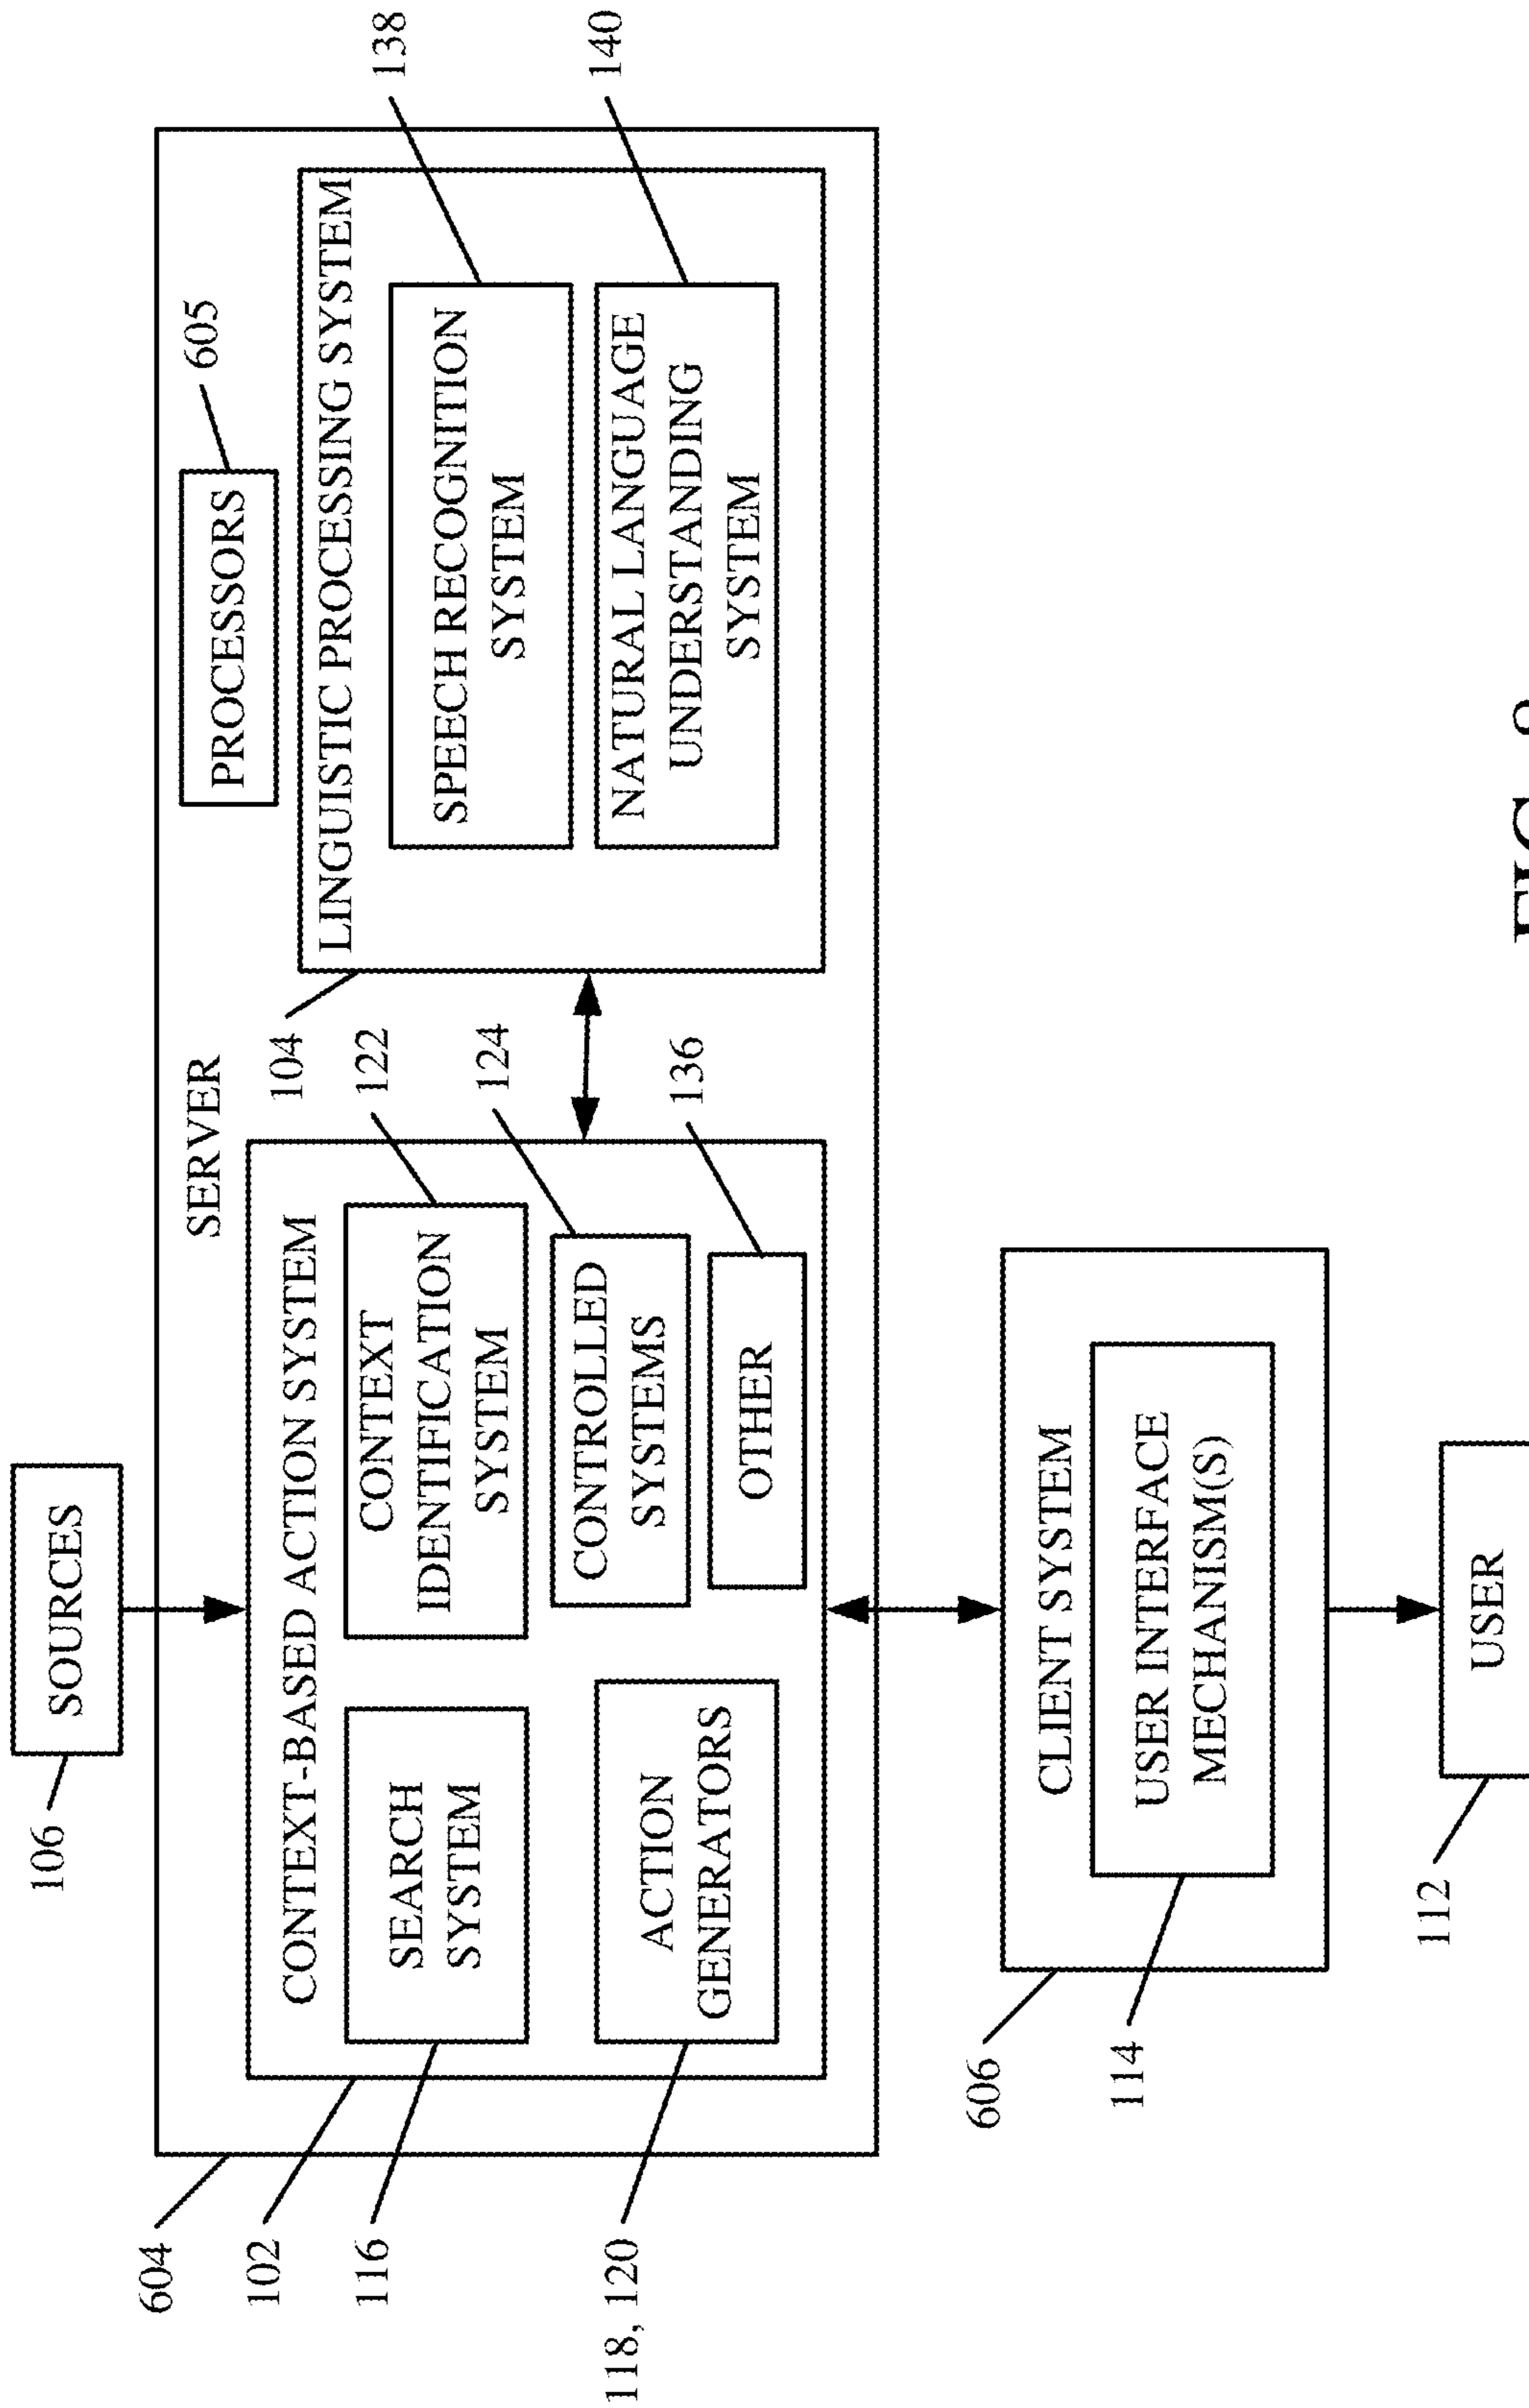 SOURCES
106
SERVER
PROCESSORS
605
604
102
CONTEXT-BASED ACTION SYSTEM
116
SEARCH
SYSTEM
CONTEXT
IDENTIFICATION
SYSTEM
122
118, 120
ACTION
GENERATORS
CONTROLLED
SYSTEMS
124
OTHER
136
104
LINGUISTIC PROCESSING SYSTEM
SPEECH RECOGNITION
SYSTEM
138
NATURAL LANGUAGE
UNDERSTANDING
SYSTEM
140
606
CLIENT SYSTEM
114
USER INTERFACE
MECHANISM(S)
112
USER
FIG